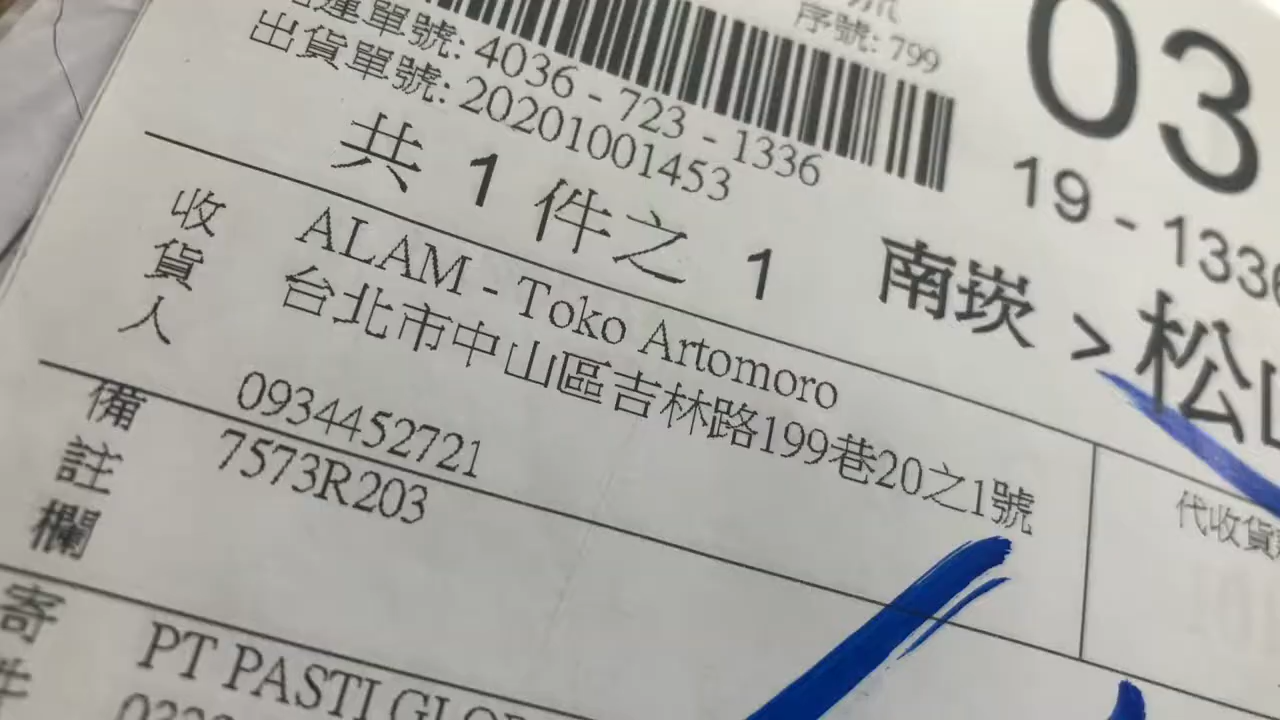 序號: 799
運單號: 4036 - 723 - 1336
出貨單號: 20201001453
03
19 - 1336
共 1 件之 1
南崁 > 松山
收貨人
ALAM - Toko Artomoro
台北市中山區吉林路199巷20之1號
0934452721
代收貨
備註欄
7573R203
寄件
PT PASTI GLO